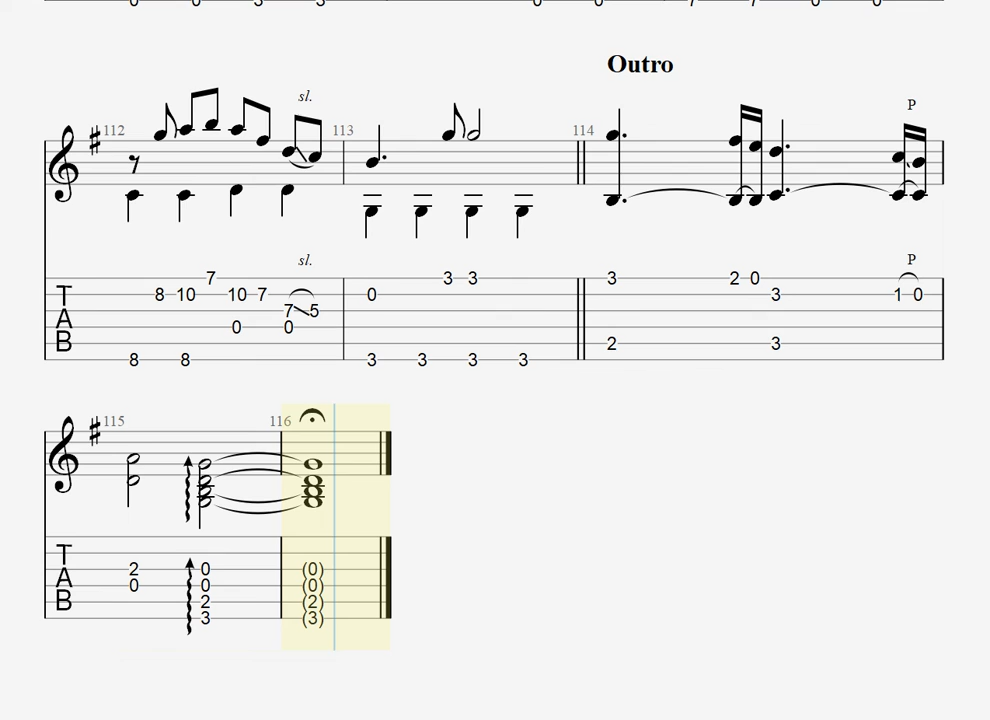 Outro
112 sl. 113 114 P
sl. P
7 3 3 3 2 0
T 8 10 10 7 0 3 1 0
7 5
A 0 0
B 2 3
8 8 3 3 3 3
115 116
T
2 0 (0)
A 0 0 (0)
B 2 (2)
3 (3)